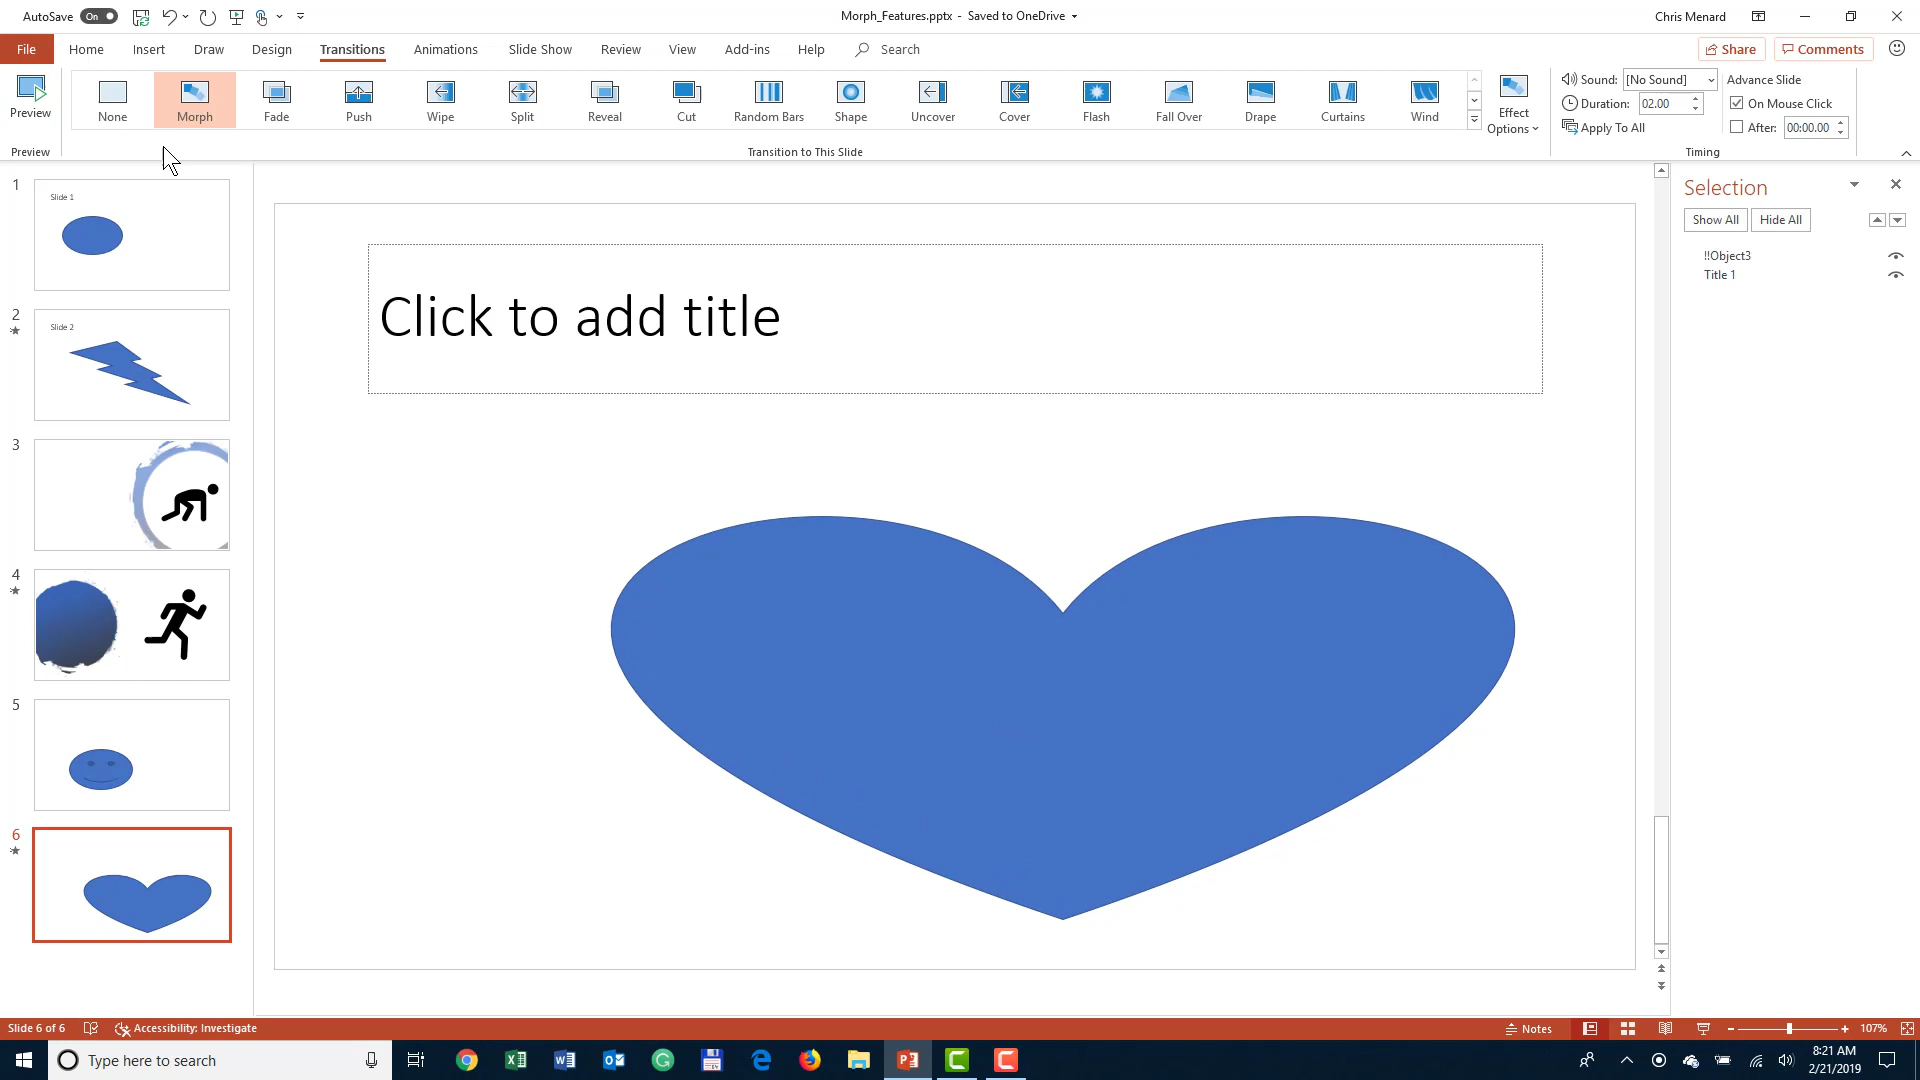 AutoSave On
Morph_Features.pptx - Saved to OneDrive
Chris Menard
File Home Insert Draw Design Transitions Animations Slide Show Review View Add-ins Help Search
Share Comments
Preview
None Morph Fade Push Wipe Split Reveal Cut Random Bars Shape Uncover Cover Flash Fall Over Drape Curtains Wind
Effect Options
Sound: [No Sound]
Duration: 02.00
Apply To All
Advance Slide
On Mouse Click
After: 00:00.00
Preview
Transition to This Slide
Timing
1
Slide 1
2
Slide 2
3
4
5
6
Click to add title
Selection
Show All Hide All
!!Object3
Title 1
Slide 6 of 6
Accessibility: Investigate
Notes
107%
Type here to search
8:21 AM
2/21/2019